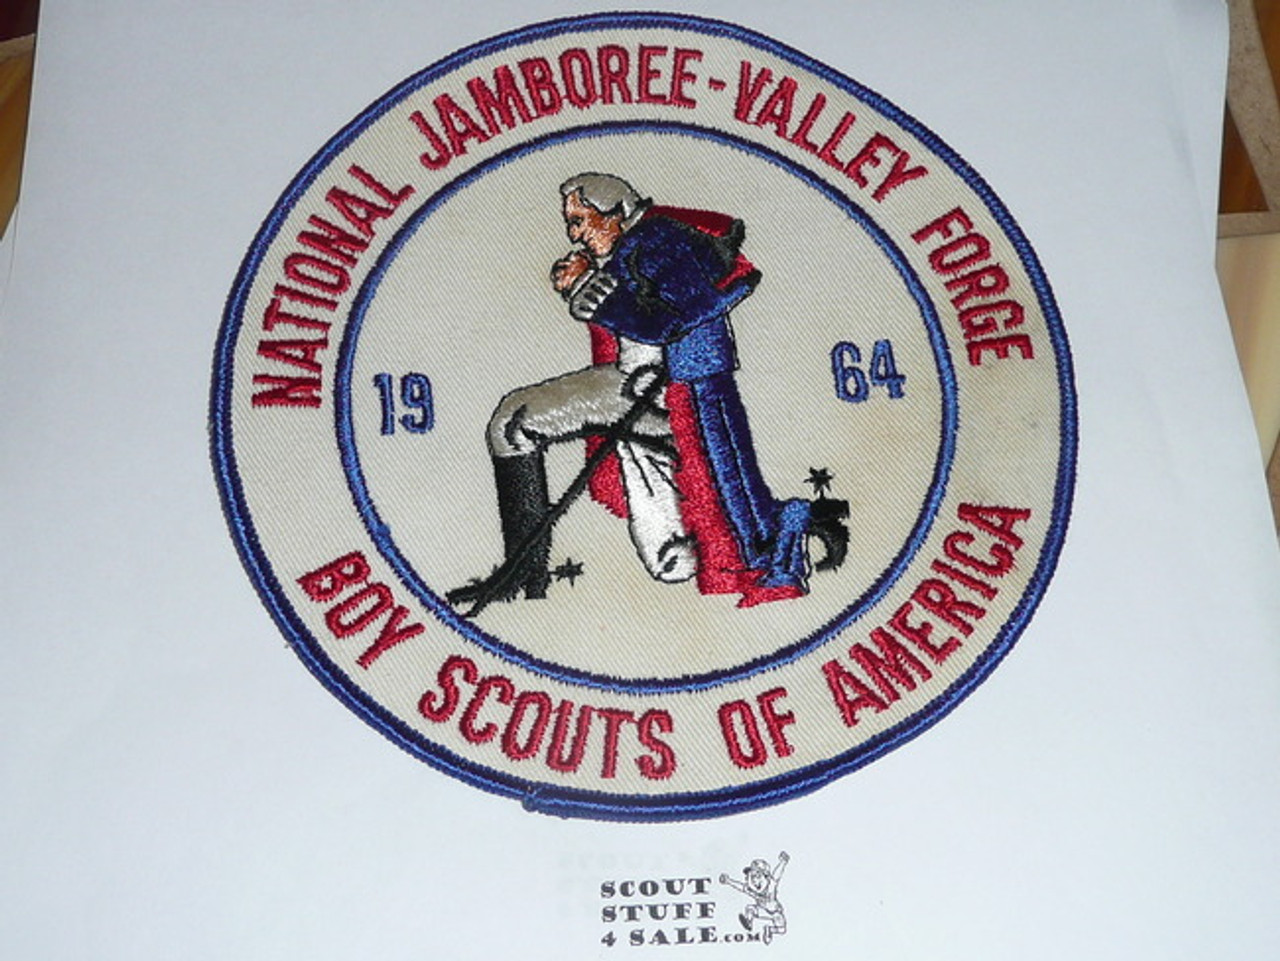 NATIONAL JAMBOREE-VALLEY FORGE
19 64
BOY SCOUTS OF AMERICA
SCOUT
STUFF
4 SALE.COM